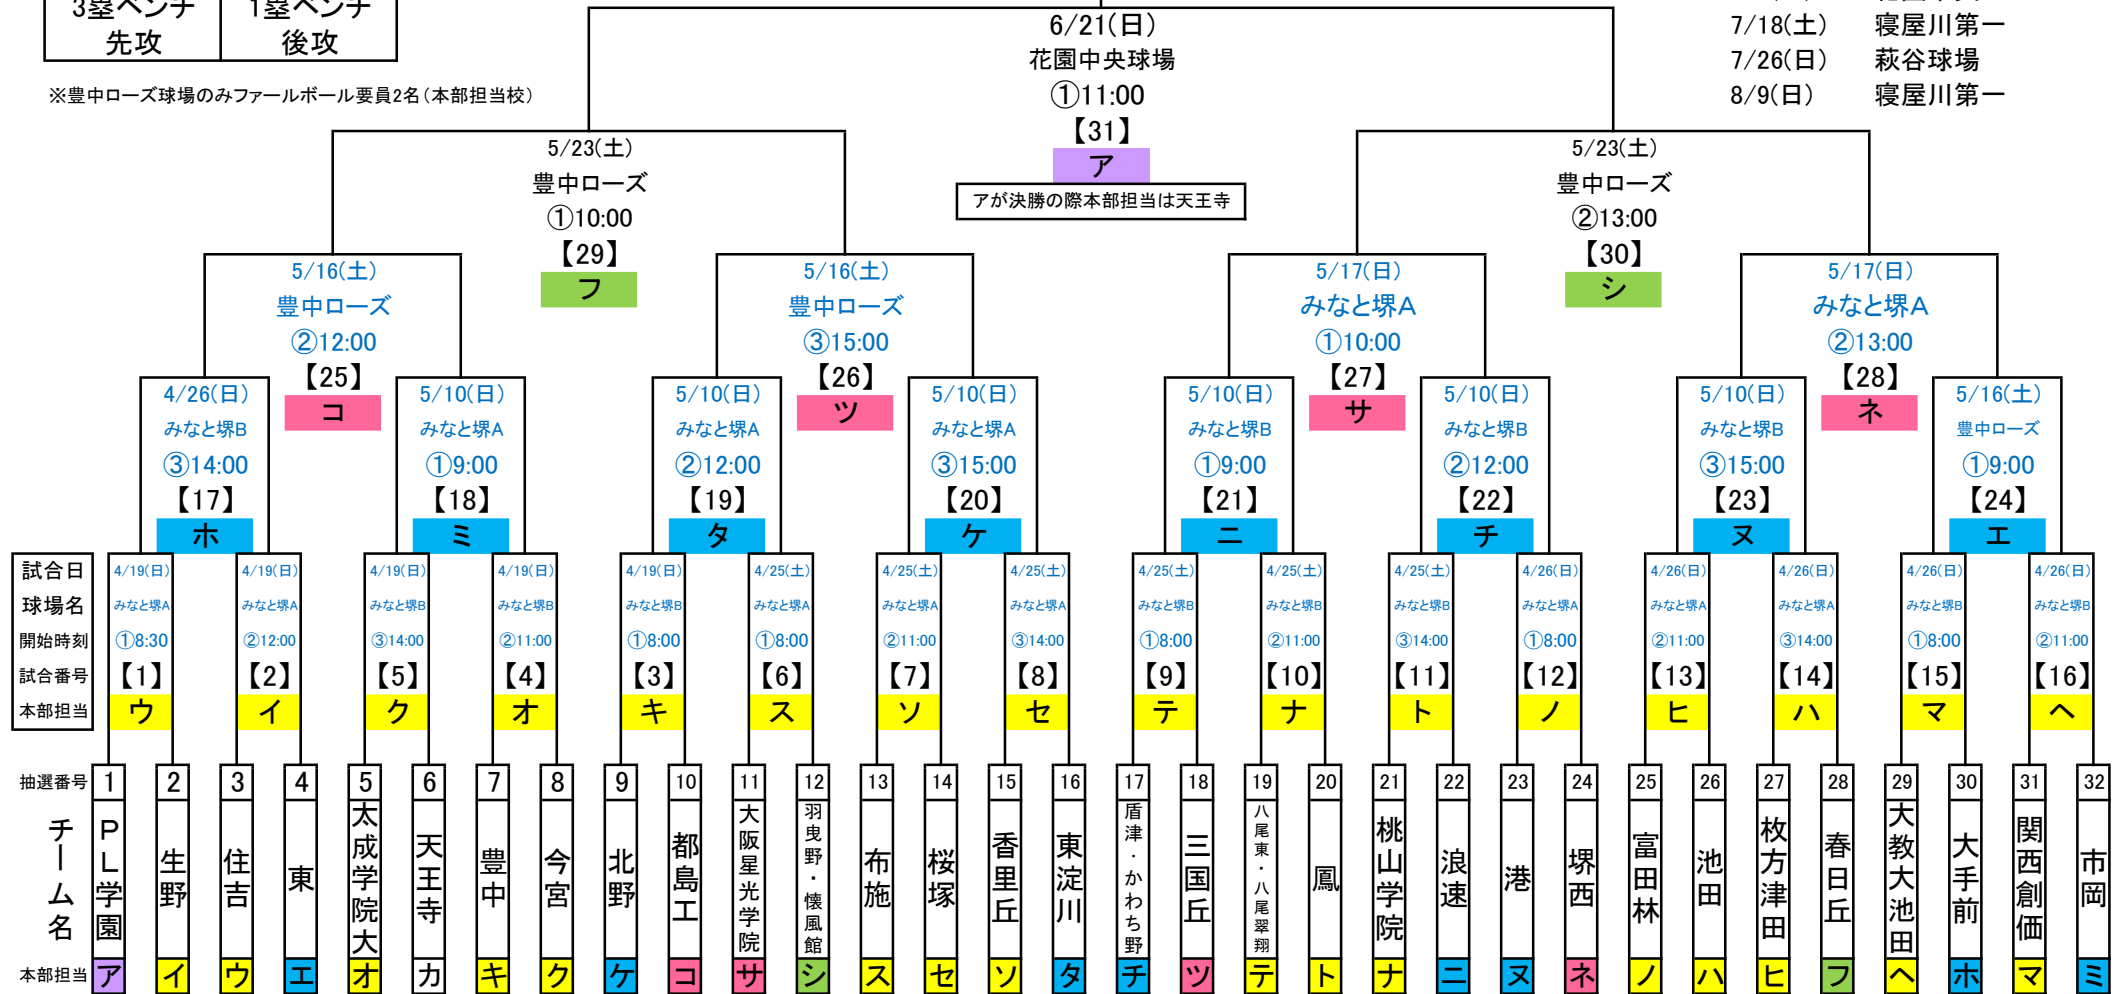 3塁ベンチ 1塁ベンチ
先攻 後攻
※豊中ローズ球場のみファールボール要員2名(本部担当校)
6/21(日)
花園中央球場
①11:00
【31】
ア
アが決勝の際本部担当は天王寺
7/18(土) 寝屋川第一
7/26(日) 萩谷球場
8/9(日) 寝屋川第一
5/23(土) 5/23(土)
豊中ローズ 豊中ローズ
①10:00 ②13:00
【29】 【30】
フ シ
5/16(土) 5/16(土) 5/17(日) 5/17(日)
豊中ローズ 豊中ローズ みなと堺A みなと堺A
②12:00 ③15:00 ①10:00 ②13:00
【25】 【26】 【27】 【28】
コ ツ サ ネ
4/26(日) 5/10(日) 5/10(日) 5/10(日) 5/10(日) 5/10(日) 5/10(日) 5/16(土)
みなと堺B みなと堺A みなと堺A みなと堺A みなと堺B みなと堺B みなと堺B 豊中ローズ
③14:00 ①9:00 ②12:00 ③15:00 ①9:00 ②12:00 ③15:00 ①9:00
【17】 【18】 【19】 【20】 【21】 【22】 【23】 【24】
ホ ミ タ ケ ニ チ ヌ エ
試合日 4/19(日) 4/19(日) 4/19(日) 4/19(日) 4/19(日) 4/25(土) 4/25(土) 4/25(土) 4/25(土) 4/25(土) 4/25(土) 4/26(日) 4/26(日) 4/26(日) 4/26(日) 4/26(日)
球場名 みなと堺A みなと堺A みなと堺B みなと堺B みなと堺B みなと堺A みなと堺A みなと堺A みなと堺B みなと堺B みなと堺B みなと堺A みなと堺A みなと堺A みなと堺B みなと堺B
開始時刻 ①8:30 ②12:00 ③14:00 ②11:00 ①8:00 ①8:00 ②11:00 ③14:00 ①8:00 ②11:00 ③14:00 ①8:00 ②11:00 ③14:00 ①8:00 ②11:00
試合番号 【1】 【2】 【5】 【4】 【3】 【6】 【7】 【8】 【9】 【10】 【11】 【12】 【13】 【14】 【15】 【16】
本部担当 ウ イ ク オ キ ス ソ セ テ ナ ト ノ ヒ ハ マ ヘ
抽選番号 1 2 3 4 5 6 7 8 9 10 11 12 13 14 15 16 17 18 19 20 21 22 23 24 25 26 27 28 29 30 31 32
チーム名 PL学園 生野 住吉 東 太成学院大 天王寺 豊中 今宮 北野 都島工 大阪星光学院 羽曳野・懐風館 布施 桜塚 香里丘 東淀川 盾津・かわち野 三国丘 八尾東・八尾翠翔 鳳 桃山学院 浪速 港 堺西 富田林 池田 枚方津田 春日丘 大教大池田 大手前 関西創価 市岡
本部担当 ア イ ウ エ オ カ キ ク ケ コ サ シ ス セ ソ タ チ ツ テ ト ナ ニ ヌ ネ ノ ハ ヒ フ ヘ ホ マ ミ